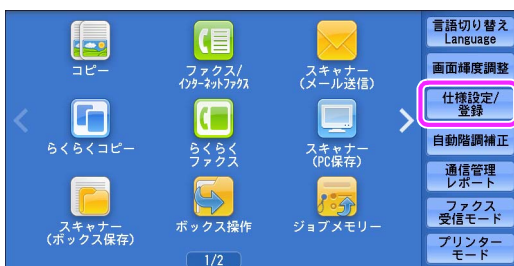 コピー
ファクス/
インターネットファクス
スキャナー
(メール送信)
らくらくコピー
らくらく
ファクス
スキャナー
(PC保存)
スキャナー
(ボックス保存)
ボックス操作
ジョブメモリー
1/2
言語切り替え
Language
画面輝度調整
仕様設定/
登録
自動階調補正
通信管理
レポート
ファクス
受信モード
プリンター
モード